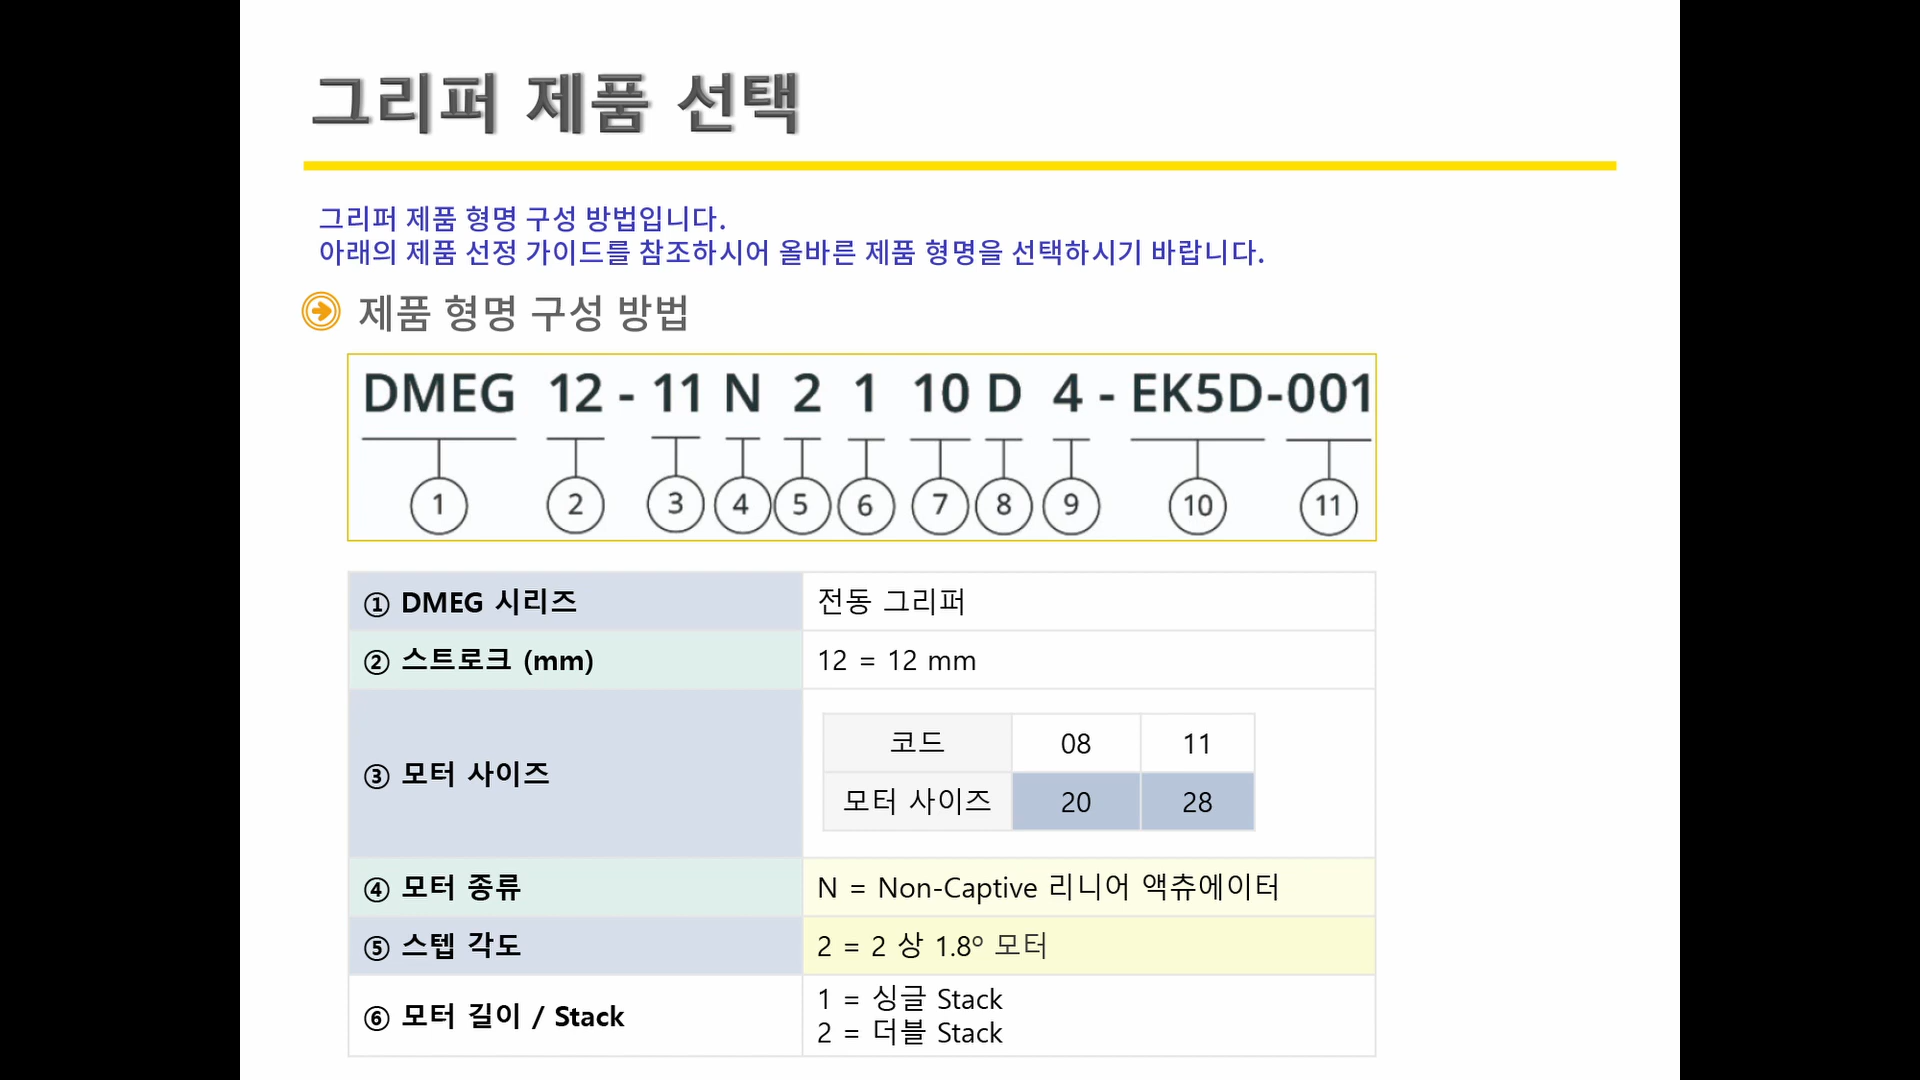 그리퍼 제품 선택
그리퍼 제품 형명 구성 방법입니다.
아래의 제품 선정 가이드를 참조하시어 올바른 제품 형명을 선택하시기 바랍니다.
제품 형명 구성 방법
DMEG 12 - 11 N 2 1 10 D 4 - EK5D-001
1 2 3 4 5 6 7 8 9 10 11
① DMEG 시리즈 전동 그리퍼
② 스트로크 (mm) 12 = 12 mm
③ 모터 사이즈
코드 08 11
모터 사이즈 20 28
④ 모터 종류 N = Non-Captive 리니어 액츄에이터
⑤ 스텝 각도 2 = 2 상 1.8º 모터
⑥ 모터 길이 / Stack
1 = 싱글 Stack
2 = 더블 Stack